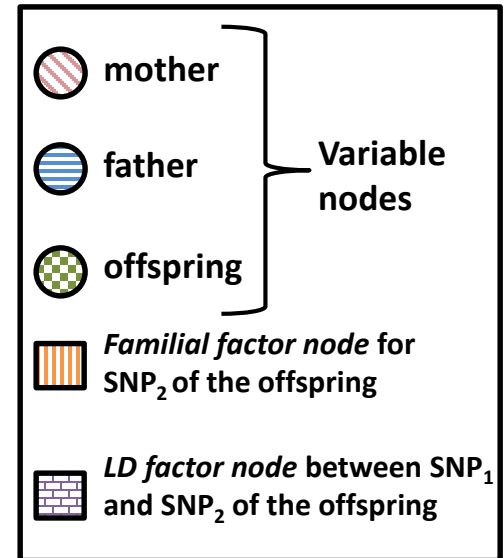 mother
father
Variable
nodes
offspring
Familial factor node for
SNP₂ of the offspring
LD factor node between SNP₁
and SNP₂ of the offspring